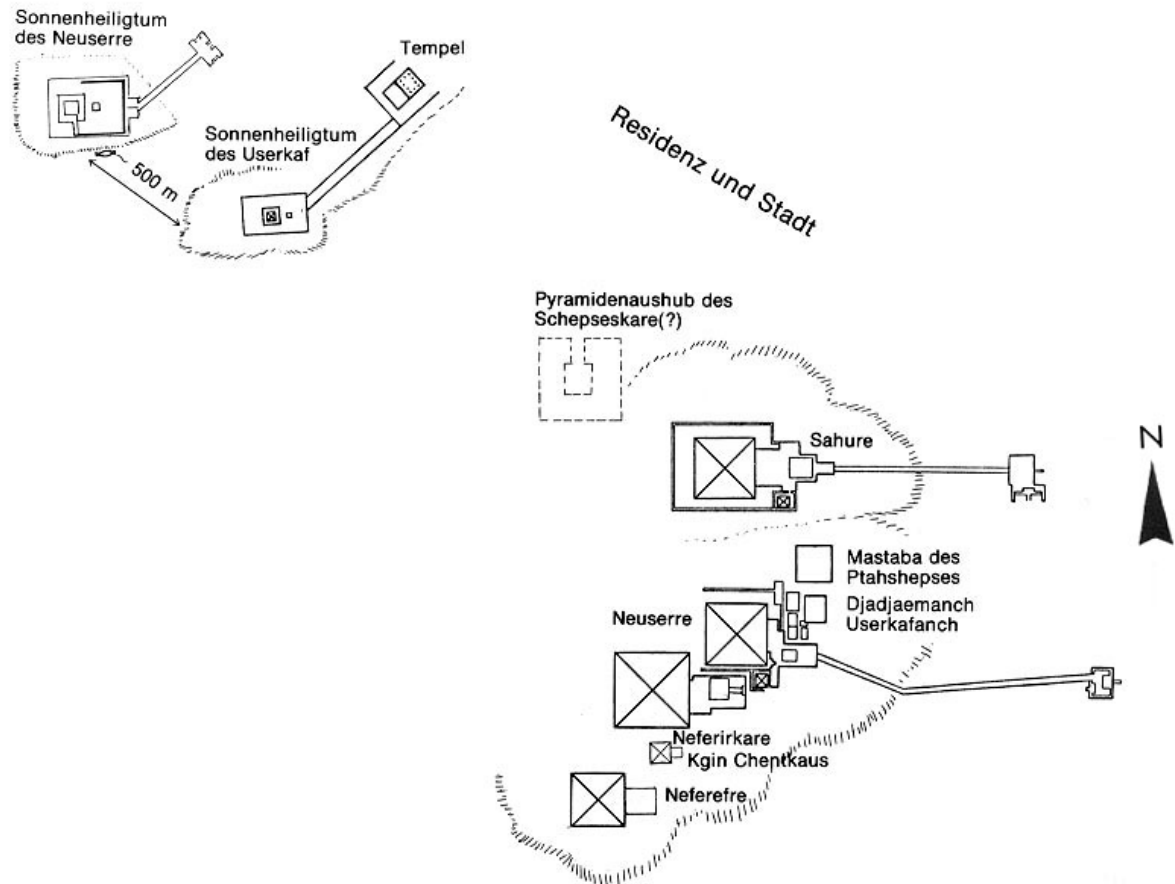 Sonnenheiligtum
des Neuserre
Tempel
Sonnenheiligtum
des Userkaf
~ 500 m
Residenz und Stadt
Pyramidenaushub des
Schepseskare(?)
Sahure
N
Mastaba des
Ptahshepses
Djadjaemanch
Userkafanch
Neuserre
Neferirkare
Kgin Chentkaus
Neferefre